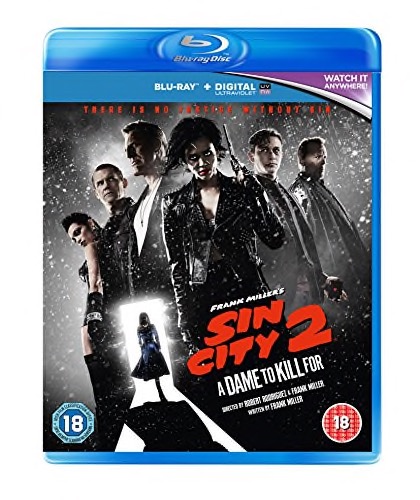 Blu-ray Disc
BLU-RAY + DIGITAL
ULTRAVIOLET
UV
WATCH IT
ANYWHERE!
THERE IS NO JUSTICE WITHOUT SIN
FRANK MILLER'S
SIN
CITY 2
A DAME TO KILL FOR
DIRECTED BY ROBERT RODRIGUEZ & FRANK MILLER
WRITTEN BY FRANK MILLER
18
18